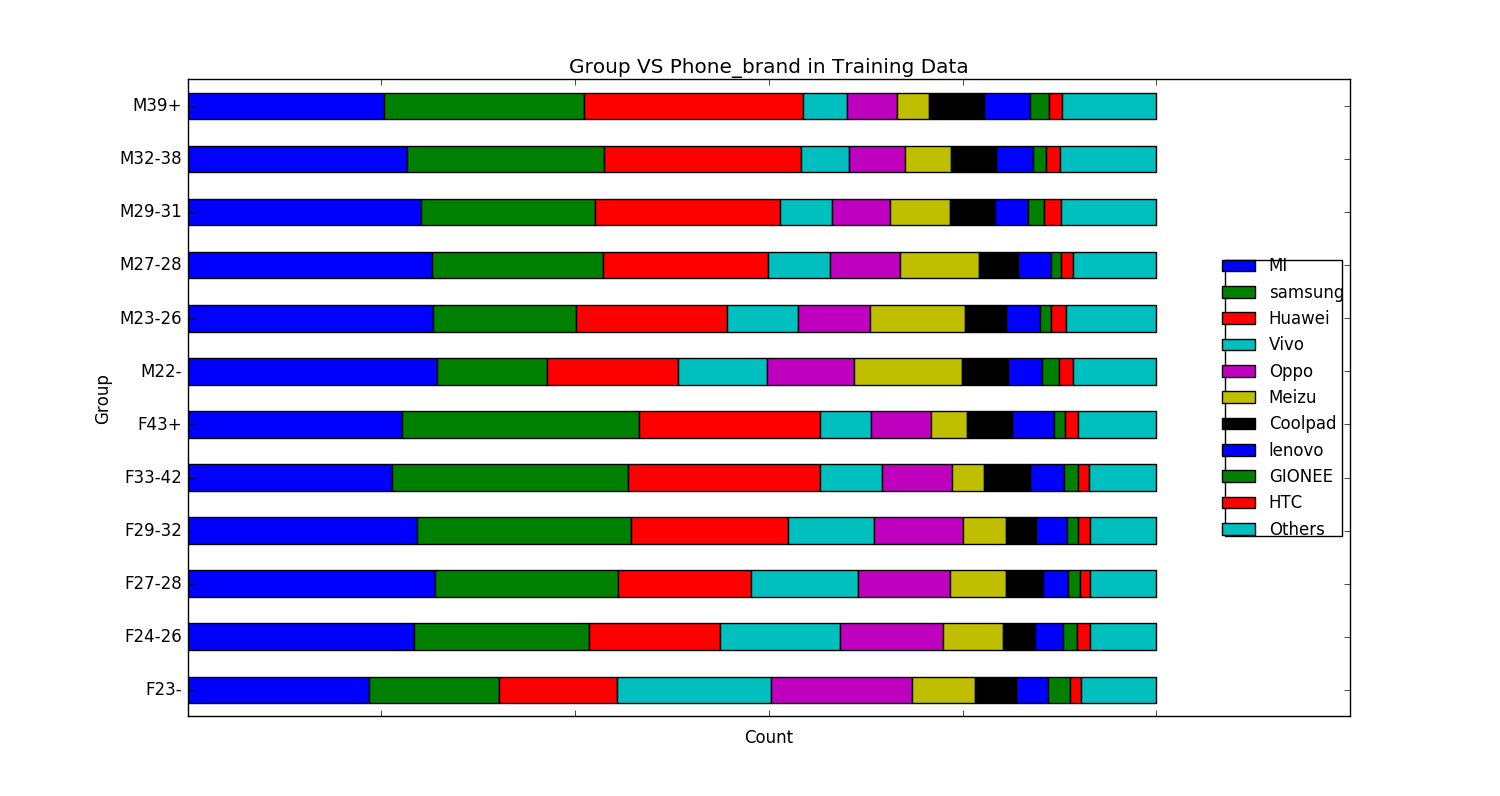 Group VS Phone_brand in Training Data
M39+
M32-38
M29-31
M27-28
M23-26
M22-
F43+
F33-42
F29-32
F27-28
F24-26
F23-
Group
Count
MI
samsung
Huawei
Vivo
Oppo
Meizu
Coolpad
lenovo
GIONEE
HTC
Others